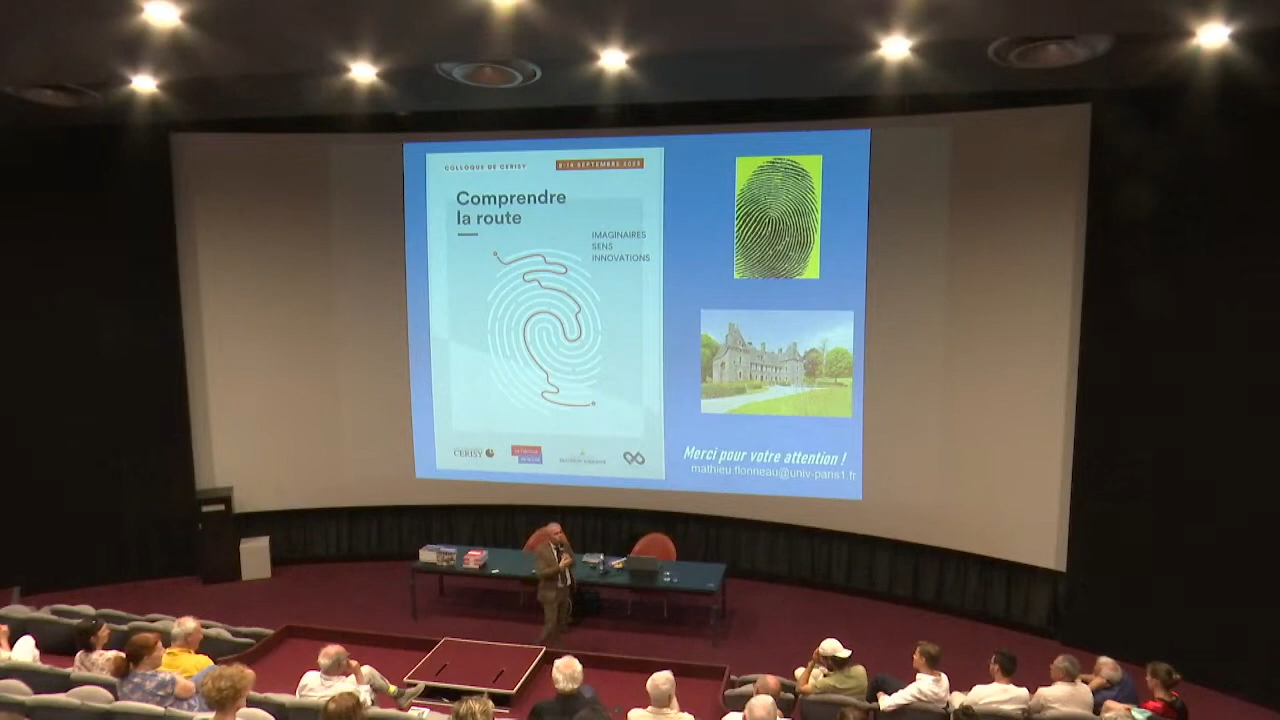 COLLOQUE DE CERISY
Comprendre
la route
IMAGINAIRES
SENS
INNOVATIONS
CERISY
Merci pour votre attention !
mathieu.flonneau@univ-paris1.fr